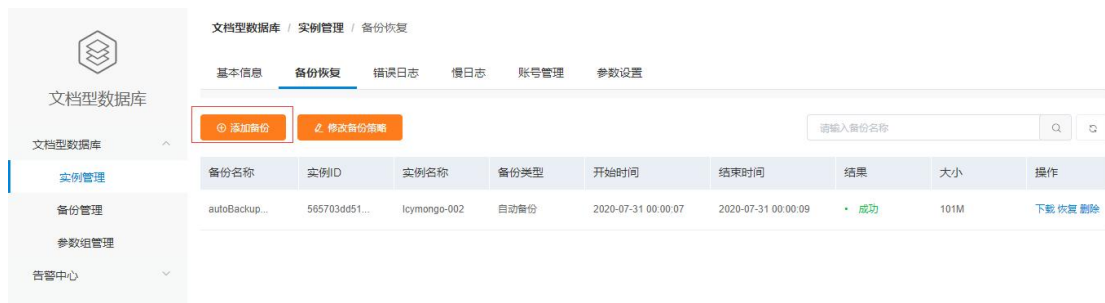 文档型数据库 / 实例管理 / 备份恢复
基本信息 备份恢复 错误日志 慢日志 账号管理 参数设置
文档型数据库
添加备份 修改备份策略 请输入备份名称
文档型数据库
实例管理
备份管理
参数组管理
告警中心
备份名称 实例ID 实例名称 备份类型 开始时间 结束时间 结果 大小 操作
autoBackup... 565703dd51... lcymongo-002 自动备份 2020-07-31 00:00:07 2020-07-31 00:00:09 成功 101M 下载 恢复 删除